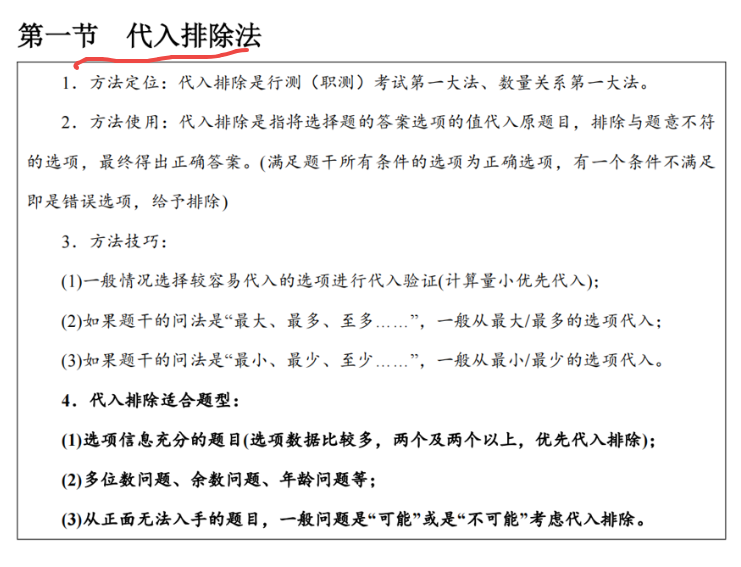 第一节 代入排除法
1．方法定位：代入排除是行测（职测）考试第一大法、数量关系第一大法。
2．方法使用：代入排除是指将选择题的答案选项的值代入原题目，排除与题意不符
的选项，最终得出正确答案。(满足题干所有条件的选项为正确选项，有一个条件不满足
即是错误选项，给予排除)
3．方法技巧：
(1)一般情况选择较容易代入的选项进行代入验证(计算量小优先代入)；
(2)如果题干的问法是“最大、最多、至多……”，一般从最大/最多的选项代入；
(3)如果题干的问法是“最小、最少、至少……”，一般从最小/最少的选项代入。
4．代入排除适合题型：
(1)选项信息充分的题目(选项数据比较多，两个及两个以上，优先代入排除)；
(2)多位数问题、余数问题、年龄问题等；
(3)从正面无法入手的题目，一般问题是“可能”或是“不可能”考虑代入排除。